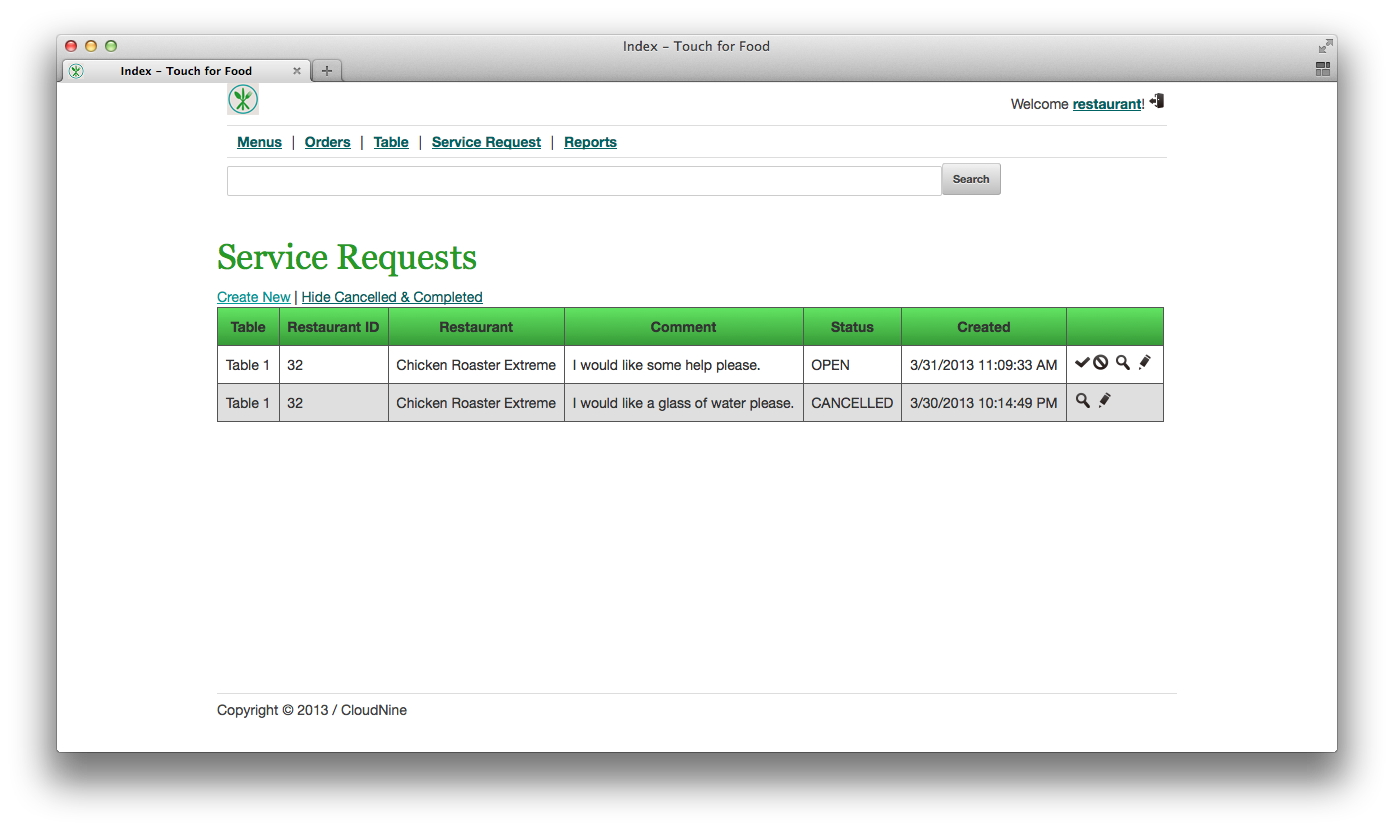 Index – Touch for Food
Index – Touch for Food
Welcome restaurant!
Menus | Orders | Table | Service Request | Reports
Search
Service Requests
Create New | Hide Cancelled & Completed
Table Restaurant ID Restaurant Comment Status Created
Table 1 32 Chicken Roaster Extreme I would like some help please. OPEN 3/31/2013 11:09:33 AM
Table 1 32 Chicken Roaster Extreme I would like a glass of water please. CANCELLED 3/30/2013 10:14:49 PM
Copyright © 2013 / CloudNine